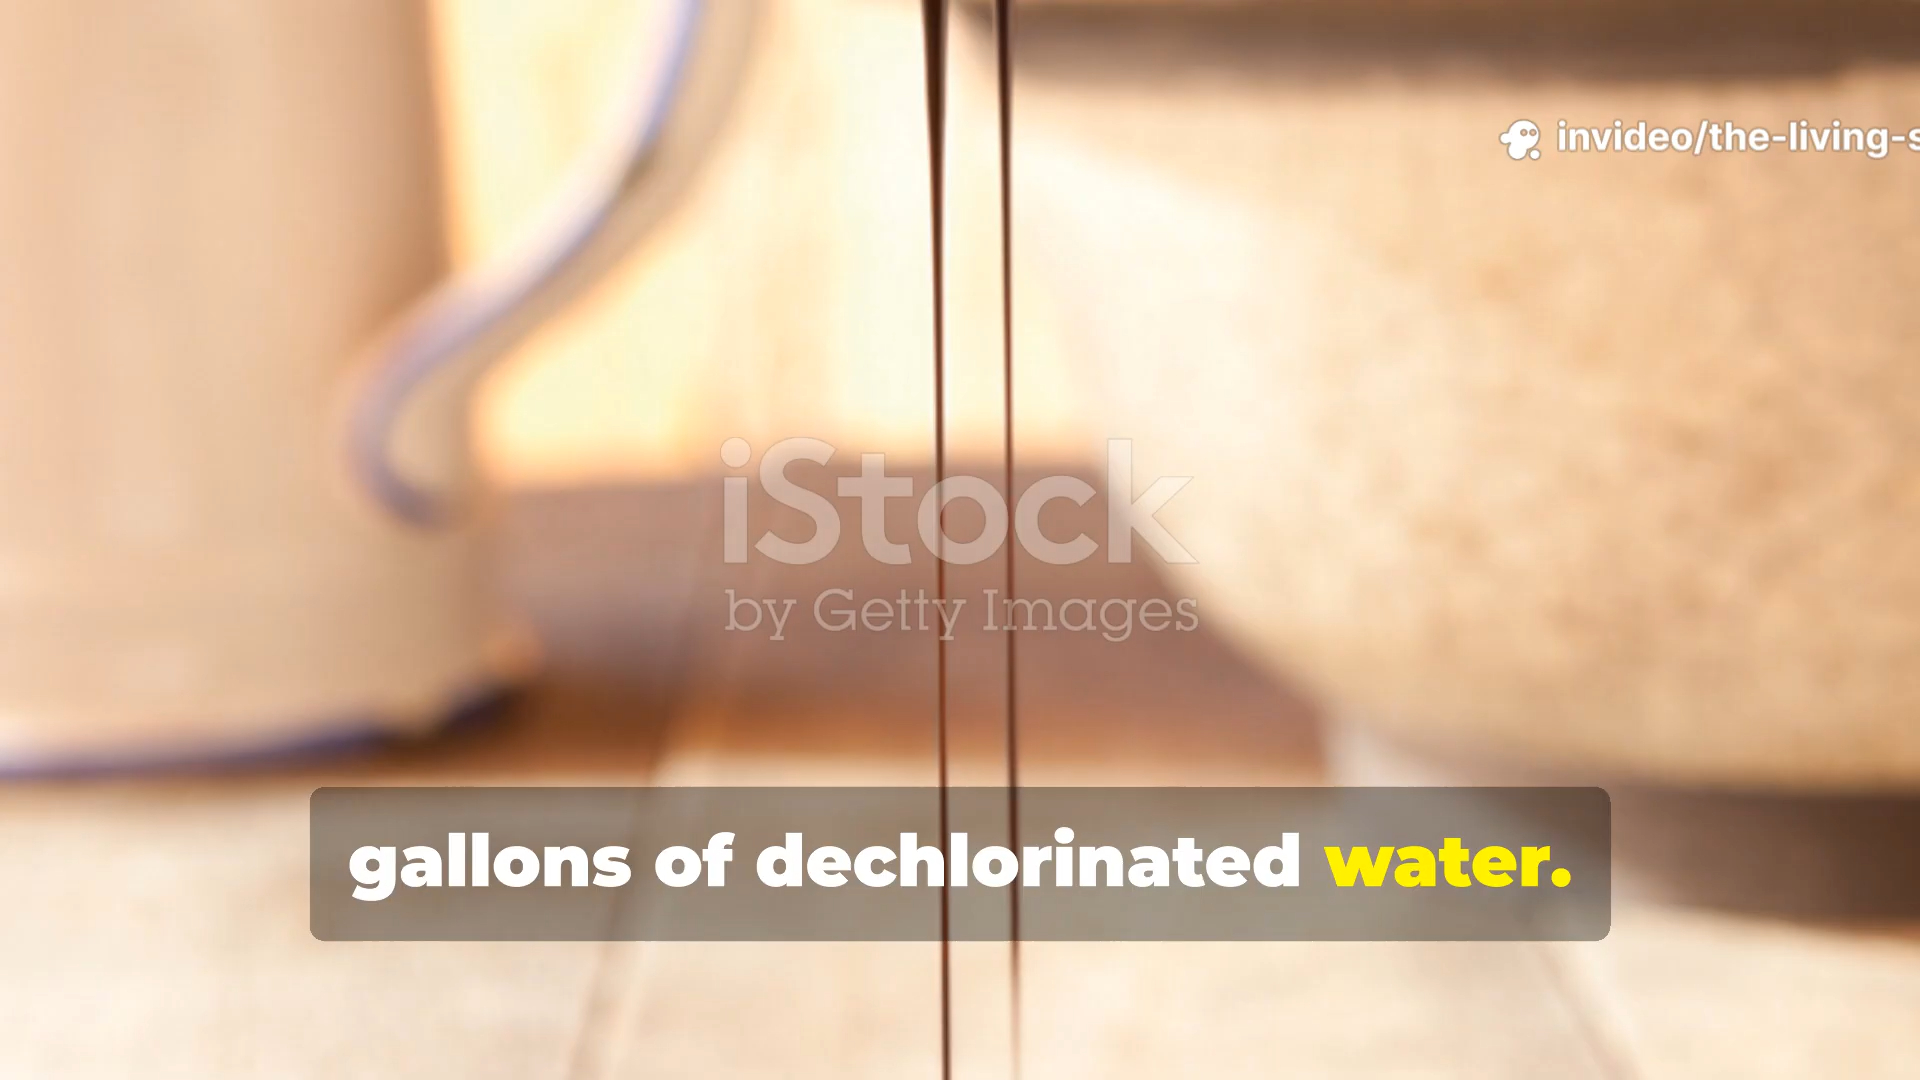 invideo/the-living-s
iStock
by Getty Images
gallons of dechlorinated water.